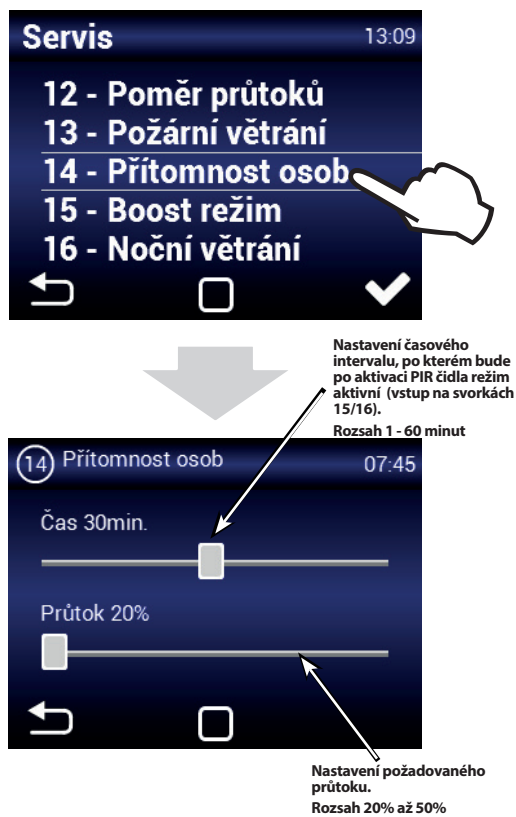 Servis 13:09
12 - Poměr průtoků
13 - Požární větrání
14 - Přítomnost osob
15 - Boost režim
16 - Noční větrání
Nastavení časového
intervalu, po kterém bude
po aktivaci PIR čidla režim
aktivní (vstup na svorkách
15/16).
Rozsah 1 - 60 minut
14 Přítomnost osob 07:45
Čas 30min.
Průtok 20%
Nastavení požadovaného
průtoku.
Rozsah 20% až 50%